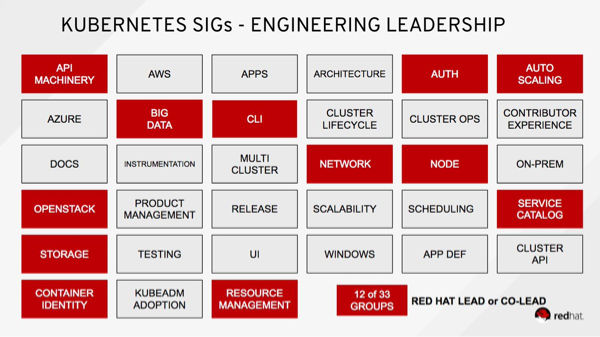 KUBERNETES SIGs - ENGINEERING LEADERSHIP
API
MACHINERY
AWS
APPS
ARCHITECTURE
AUTH
AUTO
SCALING
AZURE
BIG
DATA
CLI
CLUSTER
LIFECYCLE
CLUSTER OPS
CONTRIBUTOR
EXPERIENCE
DOCS
INSTRUMENTATION
MULTI
CLUSTER
NETWORK
NODE
ON-PREM
OPENSTACK
PRODUCT
MANAGEMENT
RELEASE
SCALABILITY
SCHEDULING
SERVICE
CATALOG
STORAGE
TESTING
UI
WINDOWS
APP DEF
CLUSTER
API
CONTAINER
IDENTITY
KUBEADM
ADOPTION
RESOURCE
MANAGEMENT
12 of 33
GROUPS
RED HAT LEAD or CO-LEAD
redhat.